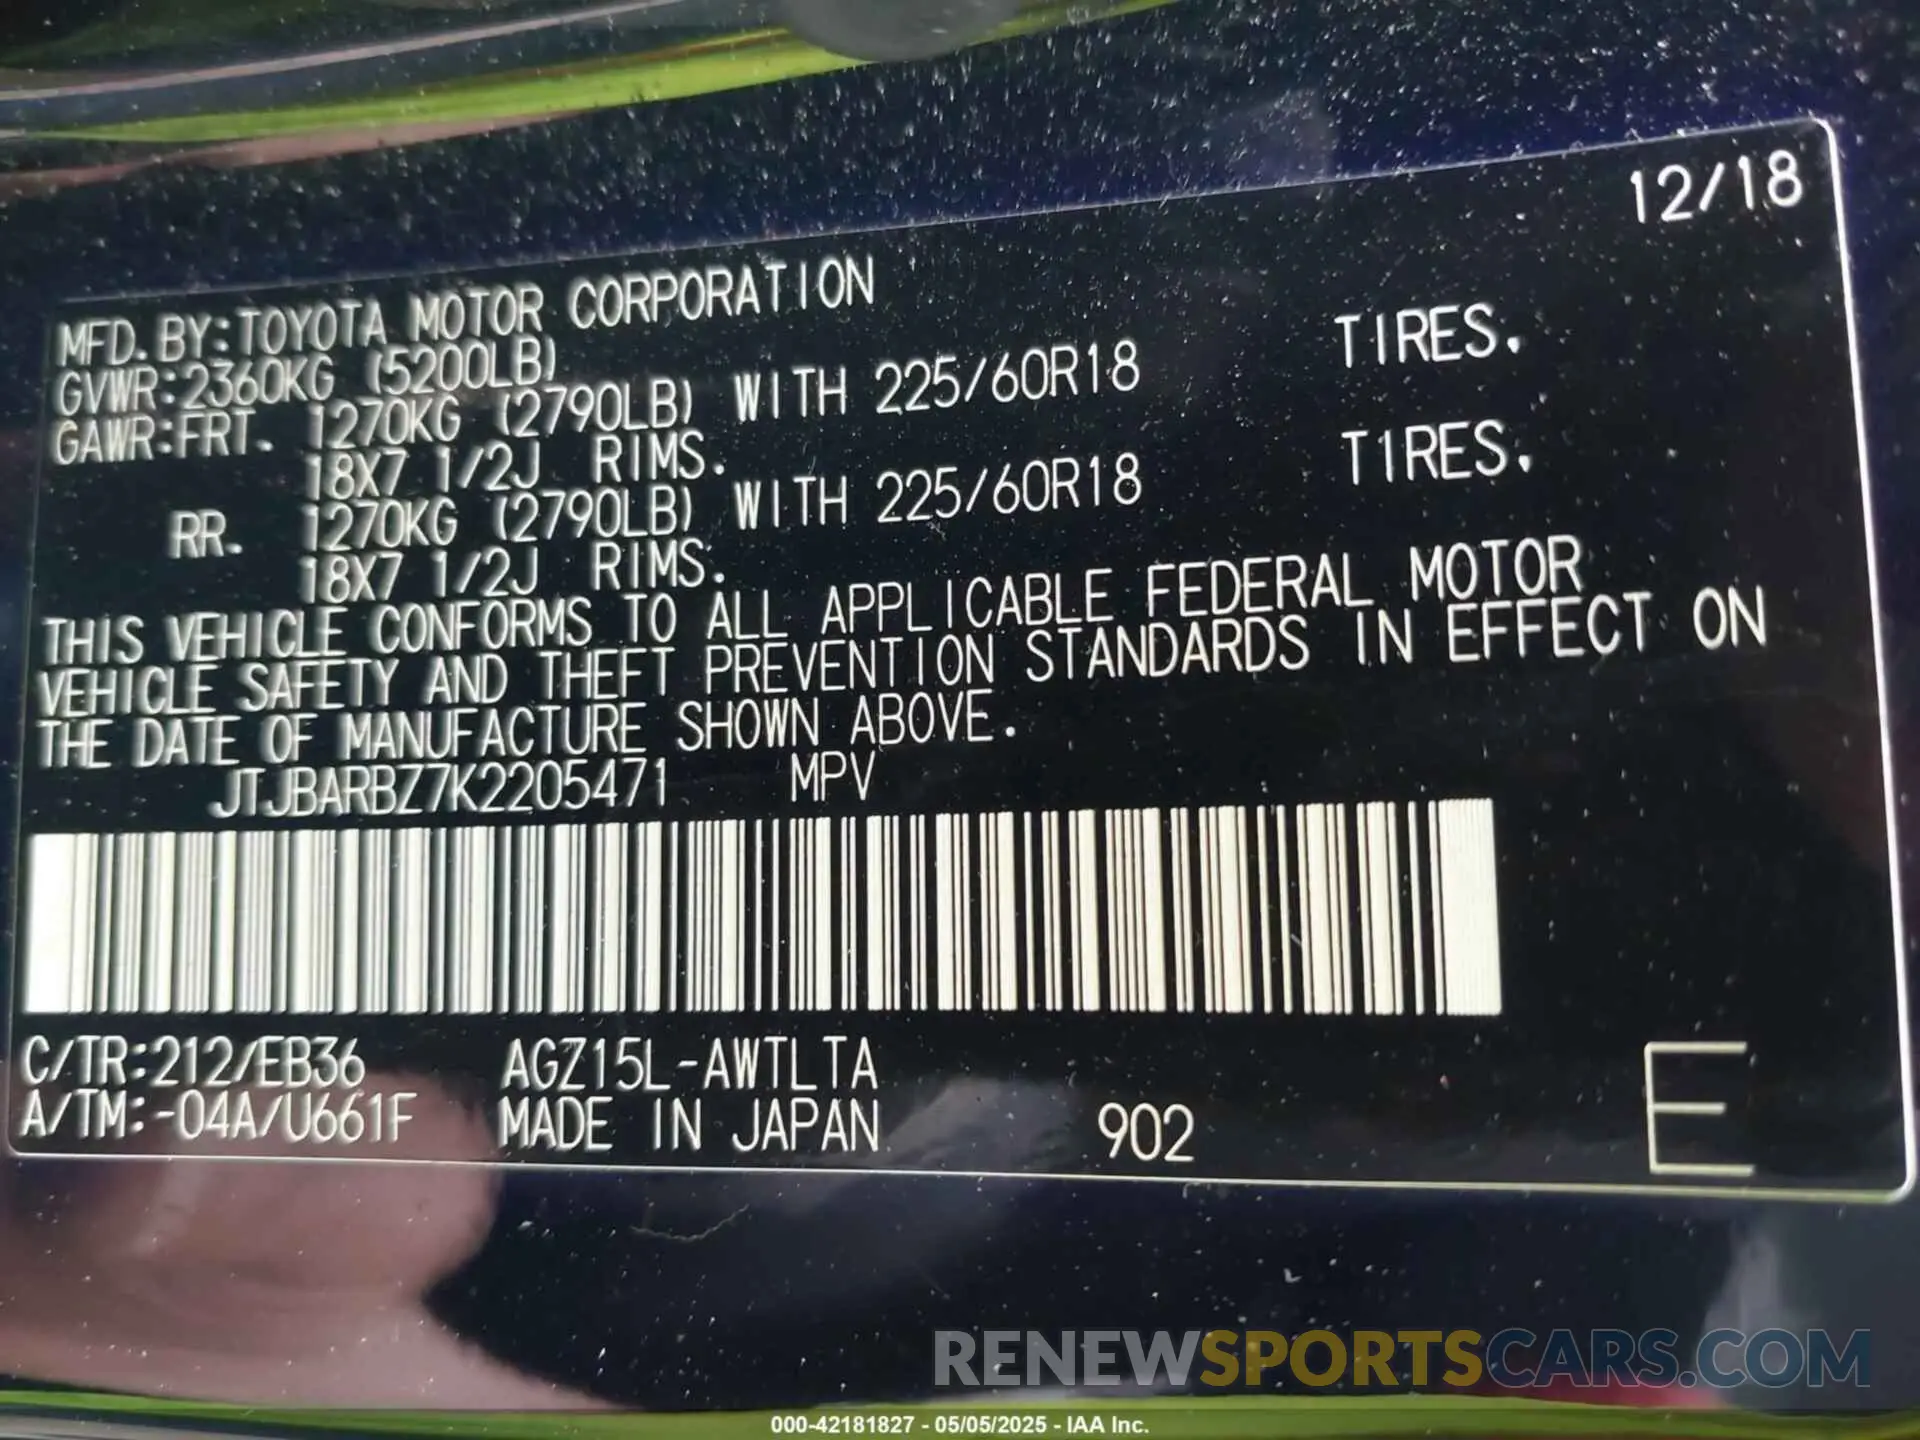 12/18
MFD.BY:TOYOTA MOTOR CORPORATION
GVWR:2360KG (5200LB)
GAWR:FRT. 1270KG (2790LB) WITH 225/60R18 TIRES.
18X7 1/2J RIMS.
RR. 1270KG (2790LB) WITH 225/60R18 TIRES.
18X7 1/2J RIMS.
THIS VEHICLE CONFORMS TO ALL APPLICABLE FEDERAL MOTOR
VEHICLE SAFETY AND THEFT PREVENTION STANDARDS IN EFFECT ON
THE DATE OF MANUFACTURE SHOWN ABOVE.
JTJBARBZ7K2205471 MPV
C/TR:212/EB36 AGZ15L-AWTLTA
A/TM:-04A/U661F MADE IN JAPAN 902 E
RENEWSPORTSCARS.COM
000-42181827 - 05/05/2025 - IAA Inc.